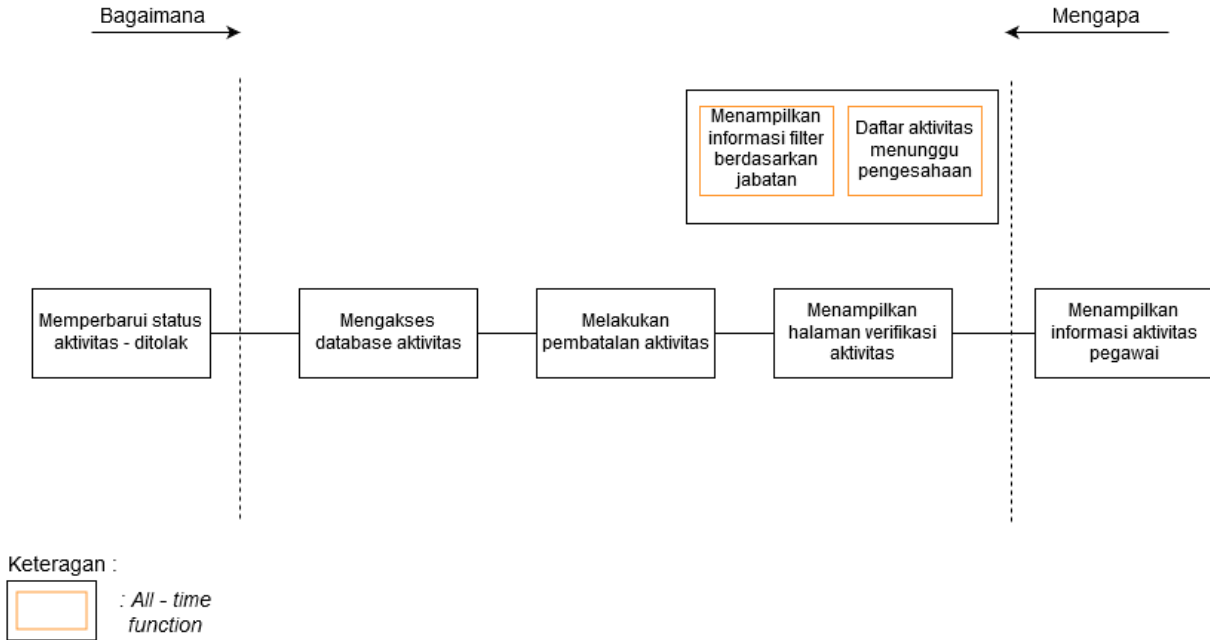 Bagaimana
Mengapa
Menampilkan
informasi filter
berdasarkan
jabatan
Daftar aktivitas
menunggu
pengesahaan
Memperbarui status
aktivitas - ditolak
Mengakses
database aktivitas
Melakukan
pembatalan aktivitas
Menampilkan
halaman verifikasi
aktivitas
Menampilkan
informasi aktivitas
pegawai
Keteragan :
: All - time
function